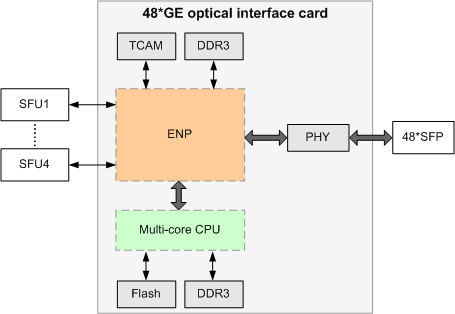 48*GE optical interface card
TCAM
DDR3
SFU1
ENP
PHY
48*SFP
SFU4
Multi-core CPU
Flash
DDR3